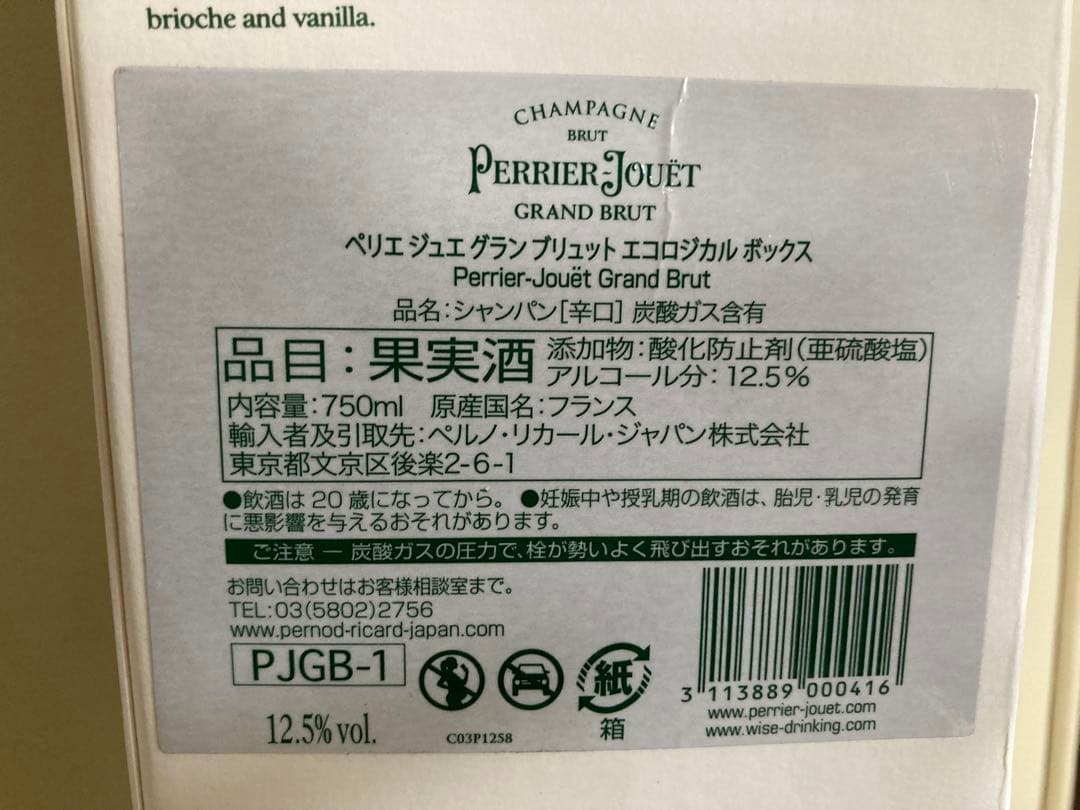 brioche and vanilla.
CHAMPAGNE
BRUT
PERRIER-JOUËT
GRAND BRUT
ペリエ ジュエ グラン ブリュット エコロジカル ボックス
Perrier-Jouët Grand Brut
品名:シャンパン[辛口] 炭酸ガス含有
品目:果実酒 添加物:酸化防止剤(亜硫酸塩)
アルコール分:12.5%
内容量:750ml 原産国名:フランス
輸入者及引取先:ペルノ・リカール・ジャパン株式会社
東京都文京区後楽2-6-1
●飲酒は20歳になってから。 ●妊娠中や授乳期の飲酒は、胎児・乳児の発育
に悪影響を与えるおそれがあります。
ご注意 ― 炭酸ガスの圧力で、栓が勢いよく飛び出すおそれがあります。
お問い合わせはお客様相談室まで。
TEL:03(5802)2756
www.pernod-ricard-japan.com
PJGB-1
紙
箱
12.5% vol.
C03P1258
3 113889 000416
www.perrier-jouet.com
www.wise-drinking.com